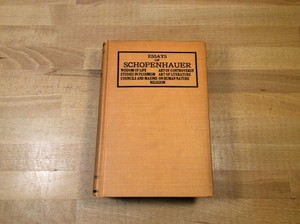 ESSAYS
OF
SCHOPENHAUER
WISDOM OF LIFE ART OF CONTROVERSY
STUDIES IN PESSIMISM ART OF LITERATURE
COUNSELS AND MAXIMS ON HUMAN NATURE
RELIGION